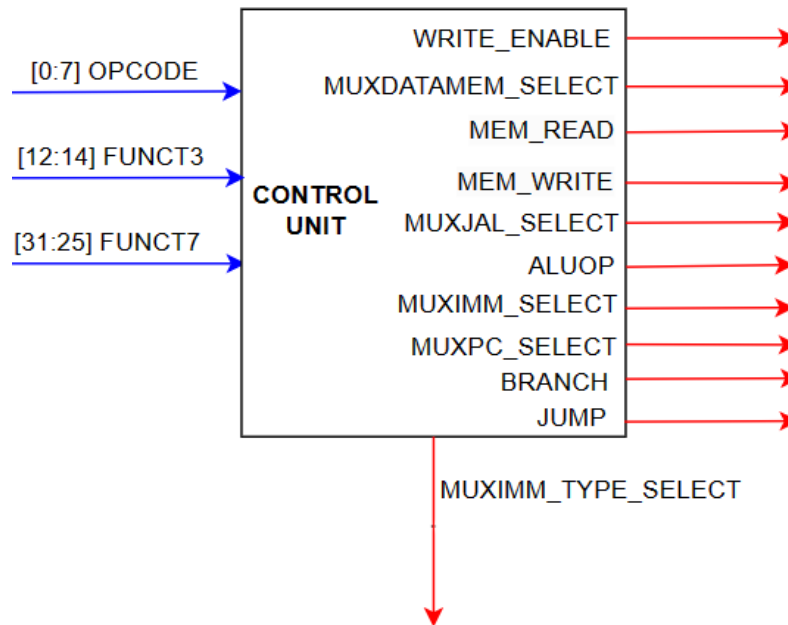 [0:7] OPCODE
[12:14] FUNCT3
[31:25] FUNCT7
CONTROL
UNIT
WRITE_ENABLE
MUXDATAMEM_SELECT
MEM_READ
MEM_WRITE
MUXJAL_SELECT
ALUOP
MUXIMM_SELECT
MUXPC_SELECT
BRANCH
JUMP
MUXIMM_TYPE_SELECT